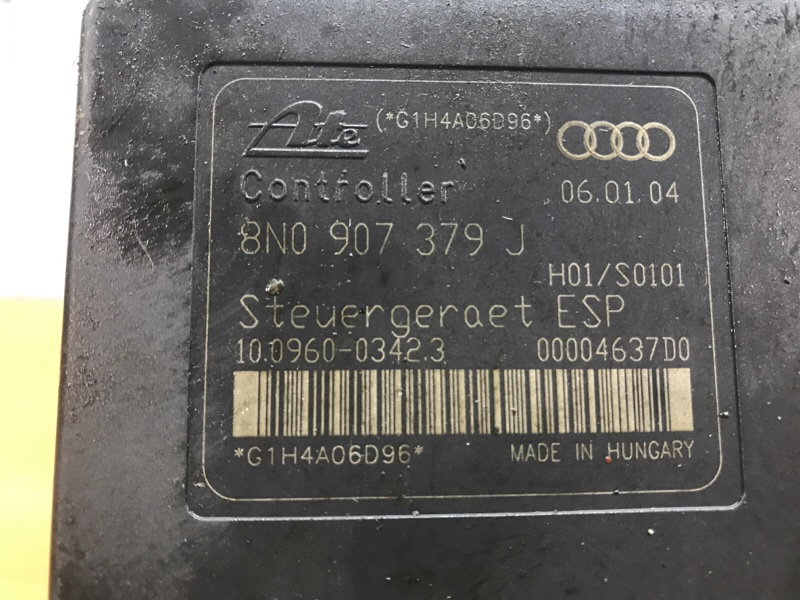 Ate (*G1H4A06D96*)
Controller 06.01.04
8N0 907 379 J
H01/S0101
Steuergeraet ESP
10.0960-0342.3 00004637D0
*G1H4A06D96* MADE IN HUNGARY